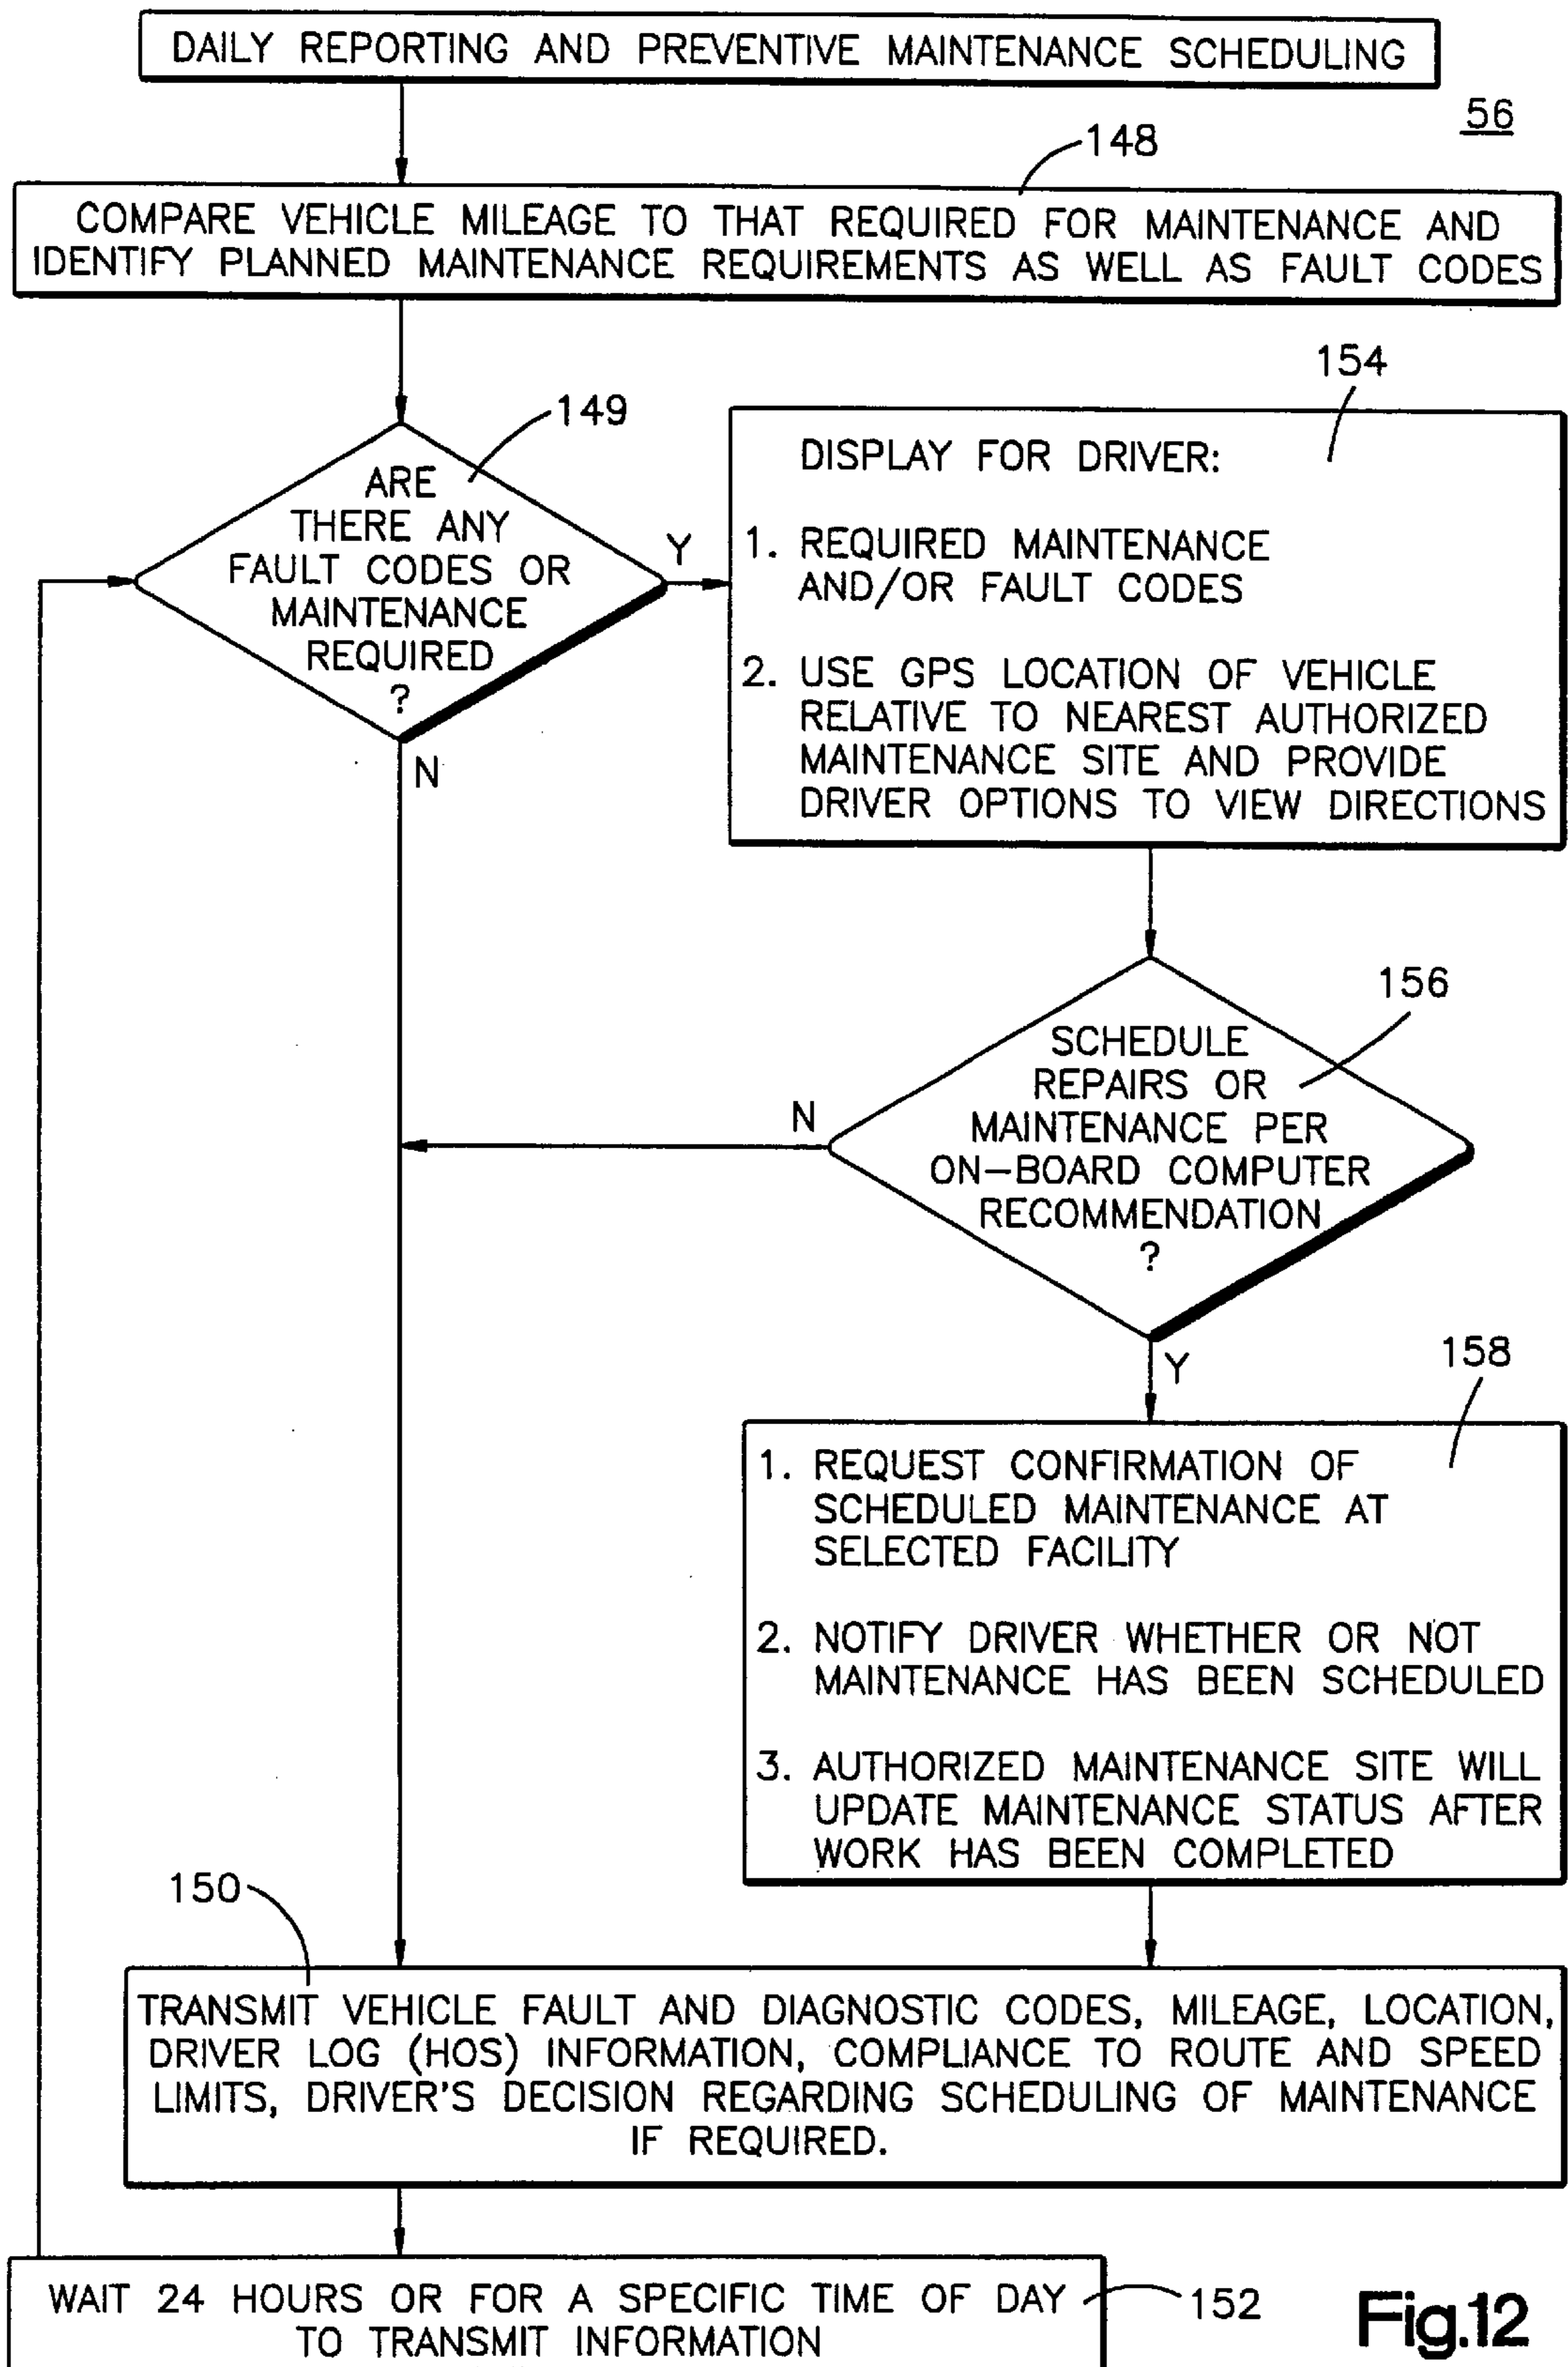 DAILY REPORTING AND PREVENTIVE MAINTENANCE SCHEDULING
56
148
COMPARE VEHICLE MILEAGE TO THAT REQUIRED FOR MAINTENANCE AND
IDENTIFY PLANNED MAINTENANCE REQUIREMENTS AS WELL AS FAULT CODES
149
ARE
THERE ANY
FAULT CODES OR
MAINTENANCE
REQUIRED
?
Y
N
154
DISPLAY FOR DRIVER:
1. REQUIRED MAINTENANCE
AND/OR FAULT CODES
2. USE GPS LOCATION OF VEHICLE
RELATIVE TO NEAREST AUTHORIZED
MAINTENANCE SITE AND PROVIDE
DRIVER OPTIONS TO VIEW DIRECTIONS
156
SCHEDULE
REPAIRS OR
MAINTENANCE PER
ON-BOARD COMPUTER
RECOMMENDATION
?
N
Y
158
1. REQUEST CONFIRMATION OF
SCHEDULED MAINTENANCE AT
SELECTED FACILITY
2. NOTIFY DRIVER WHETHER OR NOT
MAINTENANCE HAS BEEN SCHEDULED
3. AUTHORIZED MAINTENANCE SITE WILL
UPDATE MAINTENANCE STATUS AFTER
WORK HAS BEEN COMPLETED
150
TRANSMIT VEHICLE FAULT AND DIAGNOSTIC CODES, MILEAGE, LOCATION,
DRIVER LOG (HOS) INFORMATION, COMPLIANCE TO ROUTE AND SPEED
LIMITS, DRIVER'S DECISION REGARDING SCHEDULING OF MAINTENANCE
IF REQUIRED.
WAIT 24 HOURS OR FOR A SPECIFIC TIME OF DAY
TO TRANSMIT INFORMATION
152
Fig.12